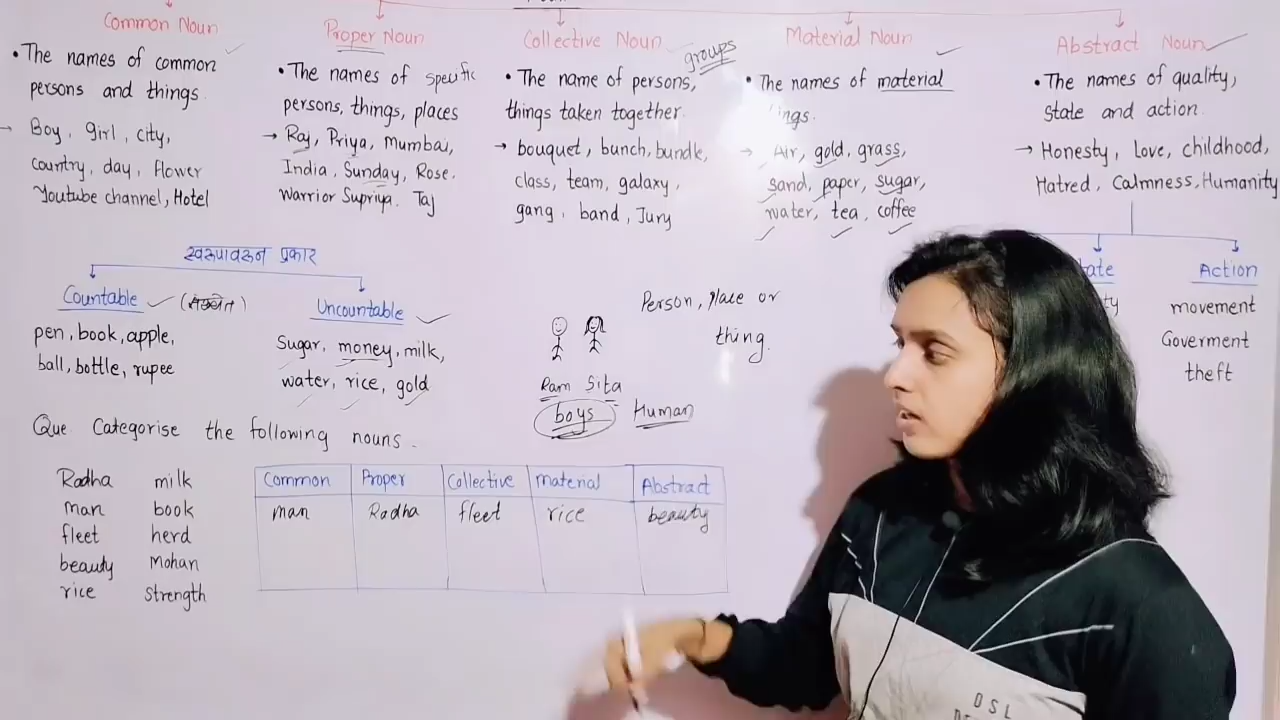 Common Noun
• The names of common
persons and things.
→ Boy, girl, city,
country, day, flower
Youtube channel, Hotel
Proper Noun
• The names of specific
persons, things, places
→ Raj, Priya, Mumbai,
India, Sunday, Rose.
Warrior Supriya. Taj
Collective Noun
groups
• The name of persons,
things taken together.
→ bouquet, bunch, bundle,
class, team, galaxy,
gang, band, Jury
Material Noun
• The names of material
→ Air, gold, grass,
sand, paper, sugar,
water, tea, coffee
Abstract Noun
• The names of quality,
state and action.
→ Honesty, Love, childhood,
Hatred, Calmness, Humanity
Action
movement
Goverment
theft
स्वरूपावरून प्रकार
Countable
pen, book, apple,
ball, bottle, rupee
Uncountable
Sugar, money, milk,
water, rice, gold
Person, place or
thing.
Ram Sita
boys Human
Que. Categorise the following nouns.
Radha milk
man book
fleet herd
beauty Mohan
rice strength
Common Proper Collective material Abstract
man Radha fleet rice beauty
DSL